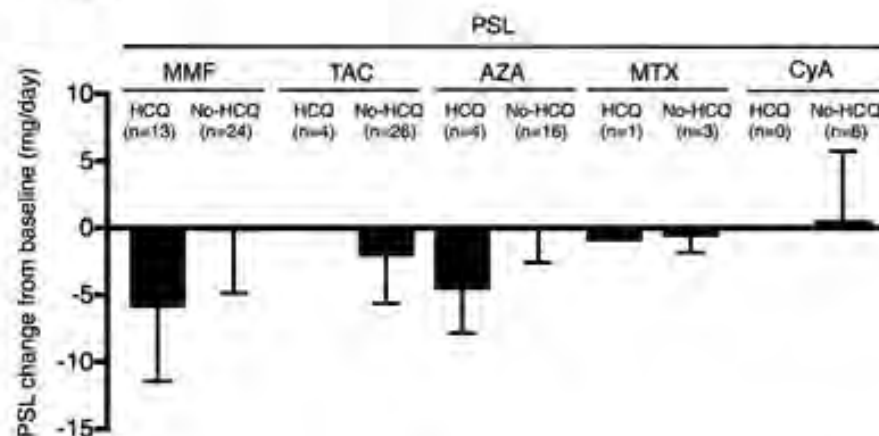 PSL
MMF TAC AZA MTX CyA
HCQ No-HCQ HCQ No-HCQ HCQ No-HCQ HCQ No-HCQ HCQ No-HCQ
(n=13) (n=24) (n=4) (n=26) (n=4) (n=16) (n=1) (n=3) (n=0) (n=6)
PSL change from baseline (mg/day)
10
5
0
-5
-10
-15